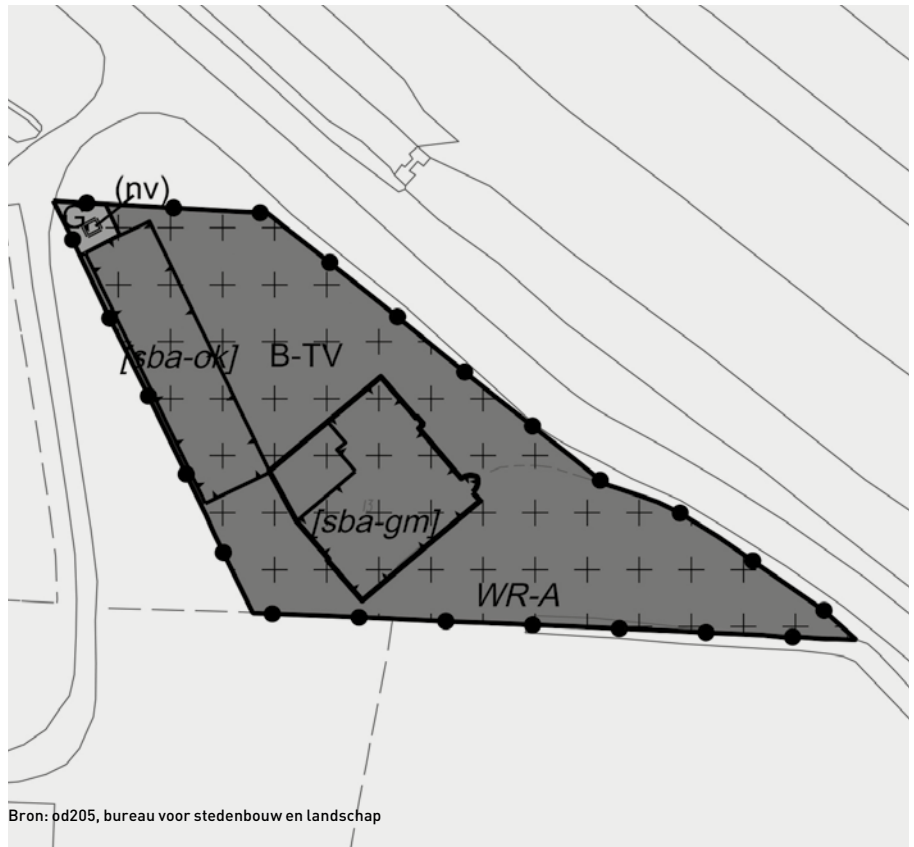 (nv)
G
[sba-ok]
B-TV
[sba-gm]
WR-A
Bron: od205, bureau voor stedenbouw en landschap